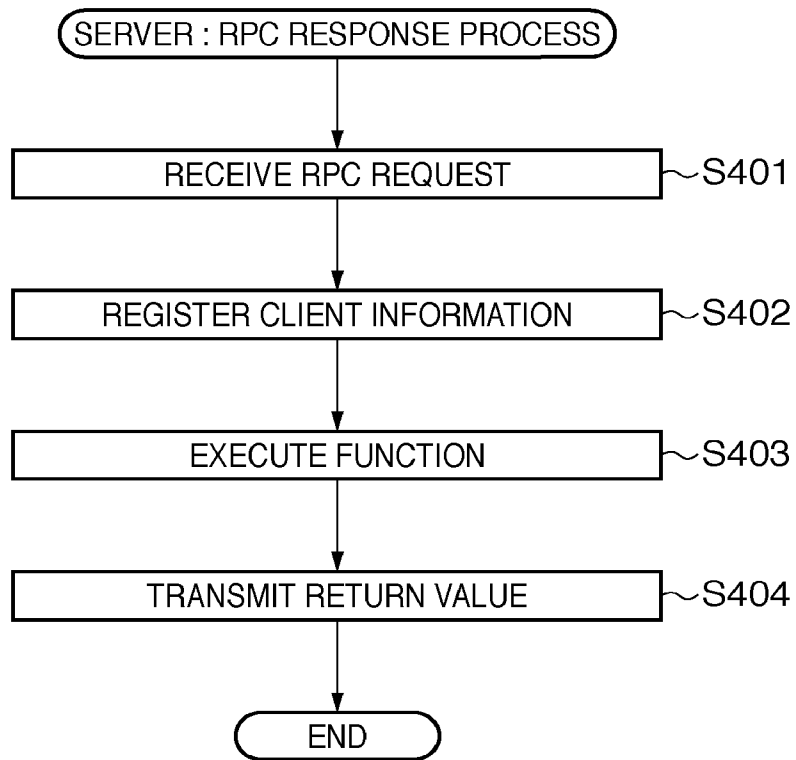 SERVER : RPC RESPONSE PROCESS
RECEIVE RPC REQUEST S401
REGISTER CLIENT INFORMATION S402
EXECUTE FUNCTION S403
TRANSMIT RETURN VALUE S404
END